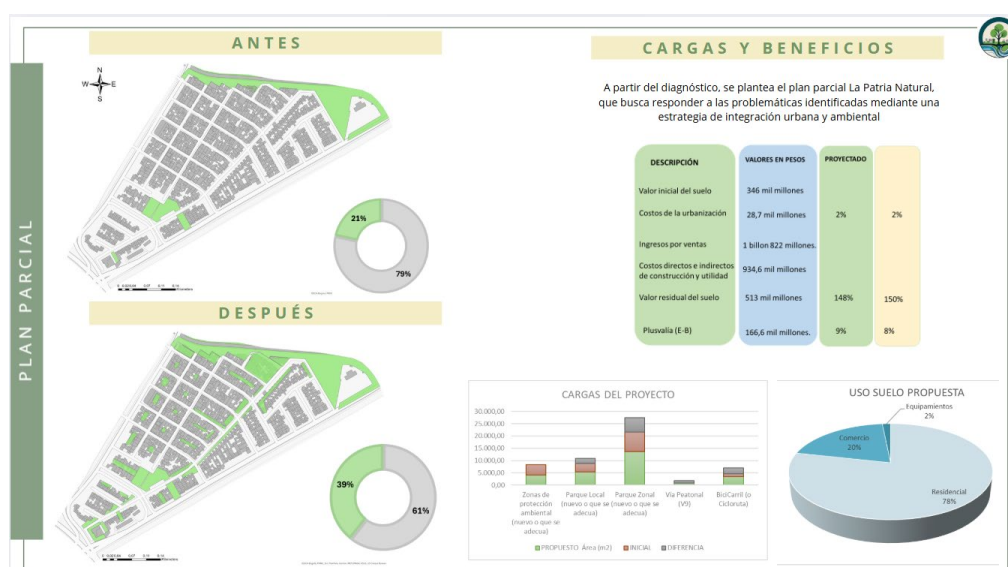 PLAN PARCIAL
ANTES
N
W E
S
21%
79%
DESPUÉS
39%
61%
CARGAS Y BENEFICIOS
A partir del diagnóstico, se plantea el plan parcial La Patria Natural,
que busca responder a las problemáticas identificadas mediante una
estrategia de integración urbana y ambiental
DESCRIPCIÓN VALORES EN PESOS PROYECTADO
Valor inicial del suelo 346 mil millones
Costos de la urbanización 28,7 mil millones 2% 2%
Ingresos por ventas 1 billon 822 millones.
Costos directos e indirectos
de construcción y utilidad 934,6 mil millones
Valor residual del suelo 513 mil millones 148% 150%
Plusvalía (E-B) 166,6 mil millones. 9% 8%
CARGAS DEL PROYECTO
30.000,00
25.000,00
20.000,00
15.000,00
10.000,00
5.000,00
0,00
Zonas de
protección
ambiental
(nuevo o que se
adecua)
Parque Local
(nuevo o que se
adecua)
Parque Zonal
(nuevo o que se
adecua)
Vía Peatonal
(V9)
BiciCarril (o
Cicloruta)
PROPUESTO Área (m2) INICIAL DIFERENCIA
USO SUELO PROPUESTA
Equipamientos
2%
Comercio
20%
Residencial
78%